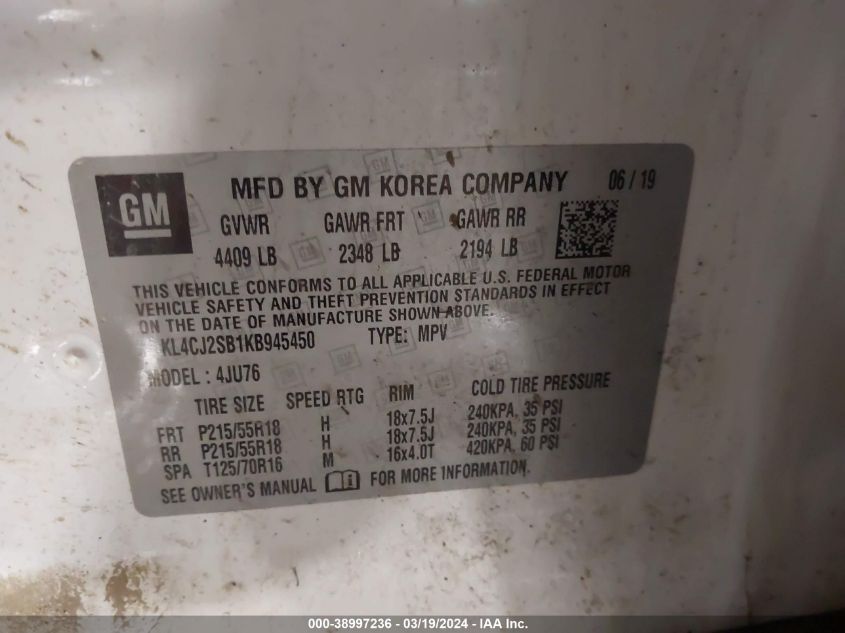 GM
MFD BY GM KOREA COMPANY 06 / 19
GVWR GAWR FRT GAWR RR
4409 LB 2348 LB 2194 LB
THIS VEHICLE CONFORMS TO ALL APPLICABLE U.S. FEDERAL MOTOR
VEHICLE SAFETY AND THEFT PREVENTION STANDARDS IN EFFECT
ON THE DATE OF MANUFACTURE SHOWN ABOVE.
KL4CJ2SB1KB945450 TYPE: MPV
MODEL : 4JU76
TIRE SIZE SPEED RTG RIM COLD TIRE PRESSURE
FRT P215/55R18 H 18x7.5J 240KPA, 35 PSI
RR P215/55R18 H 18x7.5J 240KPA, 35 PSI
SPA T125/70R16 M 16x4.0T 420KPA, 60 PSI
SEE OWNER'S MANUAL FOR MORE INFORMATION.
000-38997236 - 03/19/2024 - IAA Inc.